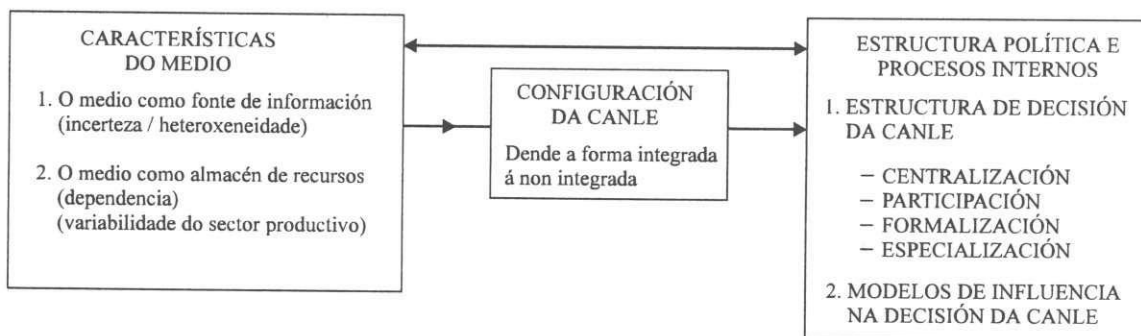 CARACTERÍSTICAS
DO MEDIO
1. O medio como fonte de información
(incerteza / heteroxeneidade)
2. O medio como almacén de recursos
(dependencia)
(variabilidade do sector productivo)
CONFIGURACIÓN
DA CANLE
Dende a forma integrada
á non integrada
ESTRUCTURA POLÍTICA E
PROCESOS INTERNOS
1. ESTRUCTURA DE DECISIÓN
DA CANLE
– CENTRALIZACIÓN
– PARTICIPACIÓN
– FORMALIZACIÓN
– ESPECIALIZACIÓN
2. MODELOS DE INFLUENCIA
NA DECISIÓN DA CANLE